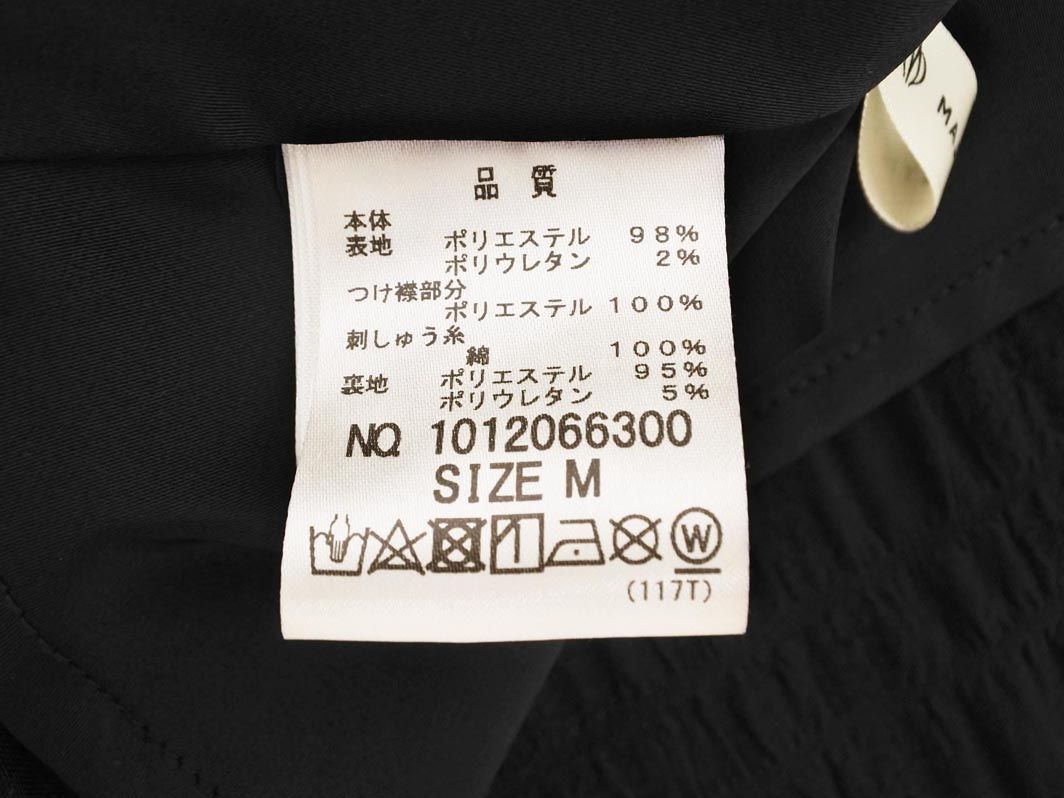 品質
本体
表地 ポリエステル 98%
ポリウレタン 2%
つけ襟部分
ポリエステル 100%
刺しゅう糸
綿 100%
裏地 ポリエステル 95%
ポリウレタン 5%
NO 1012066300
SIZE M
W
(117T)
MA